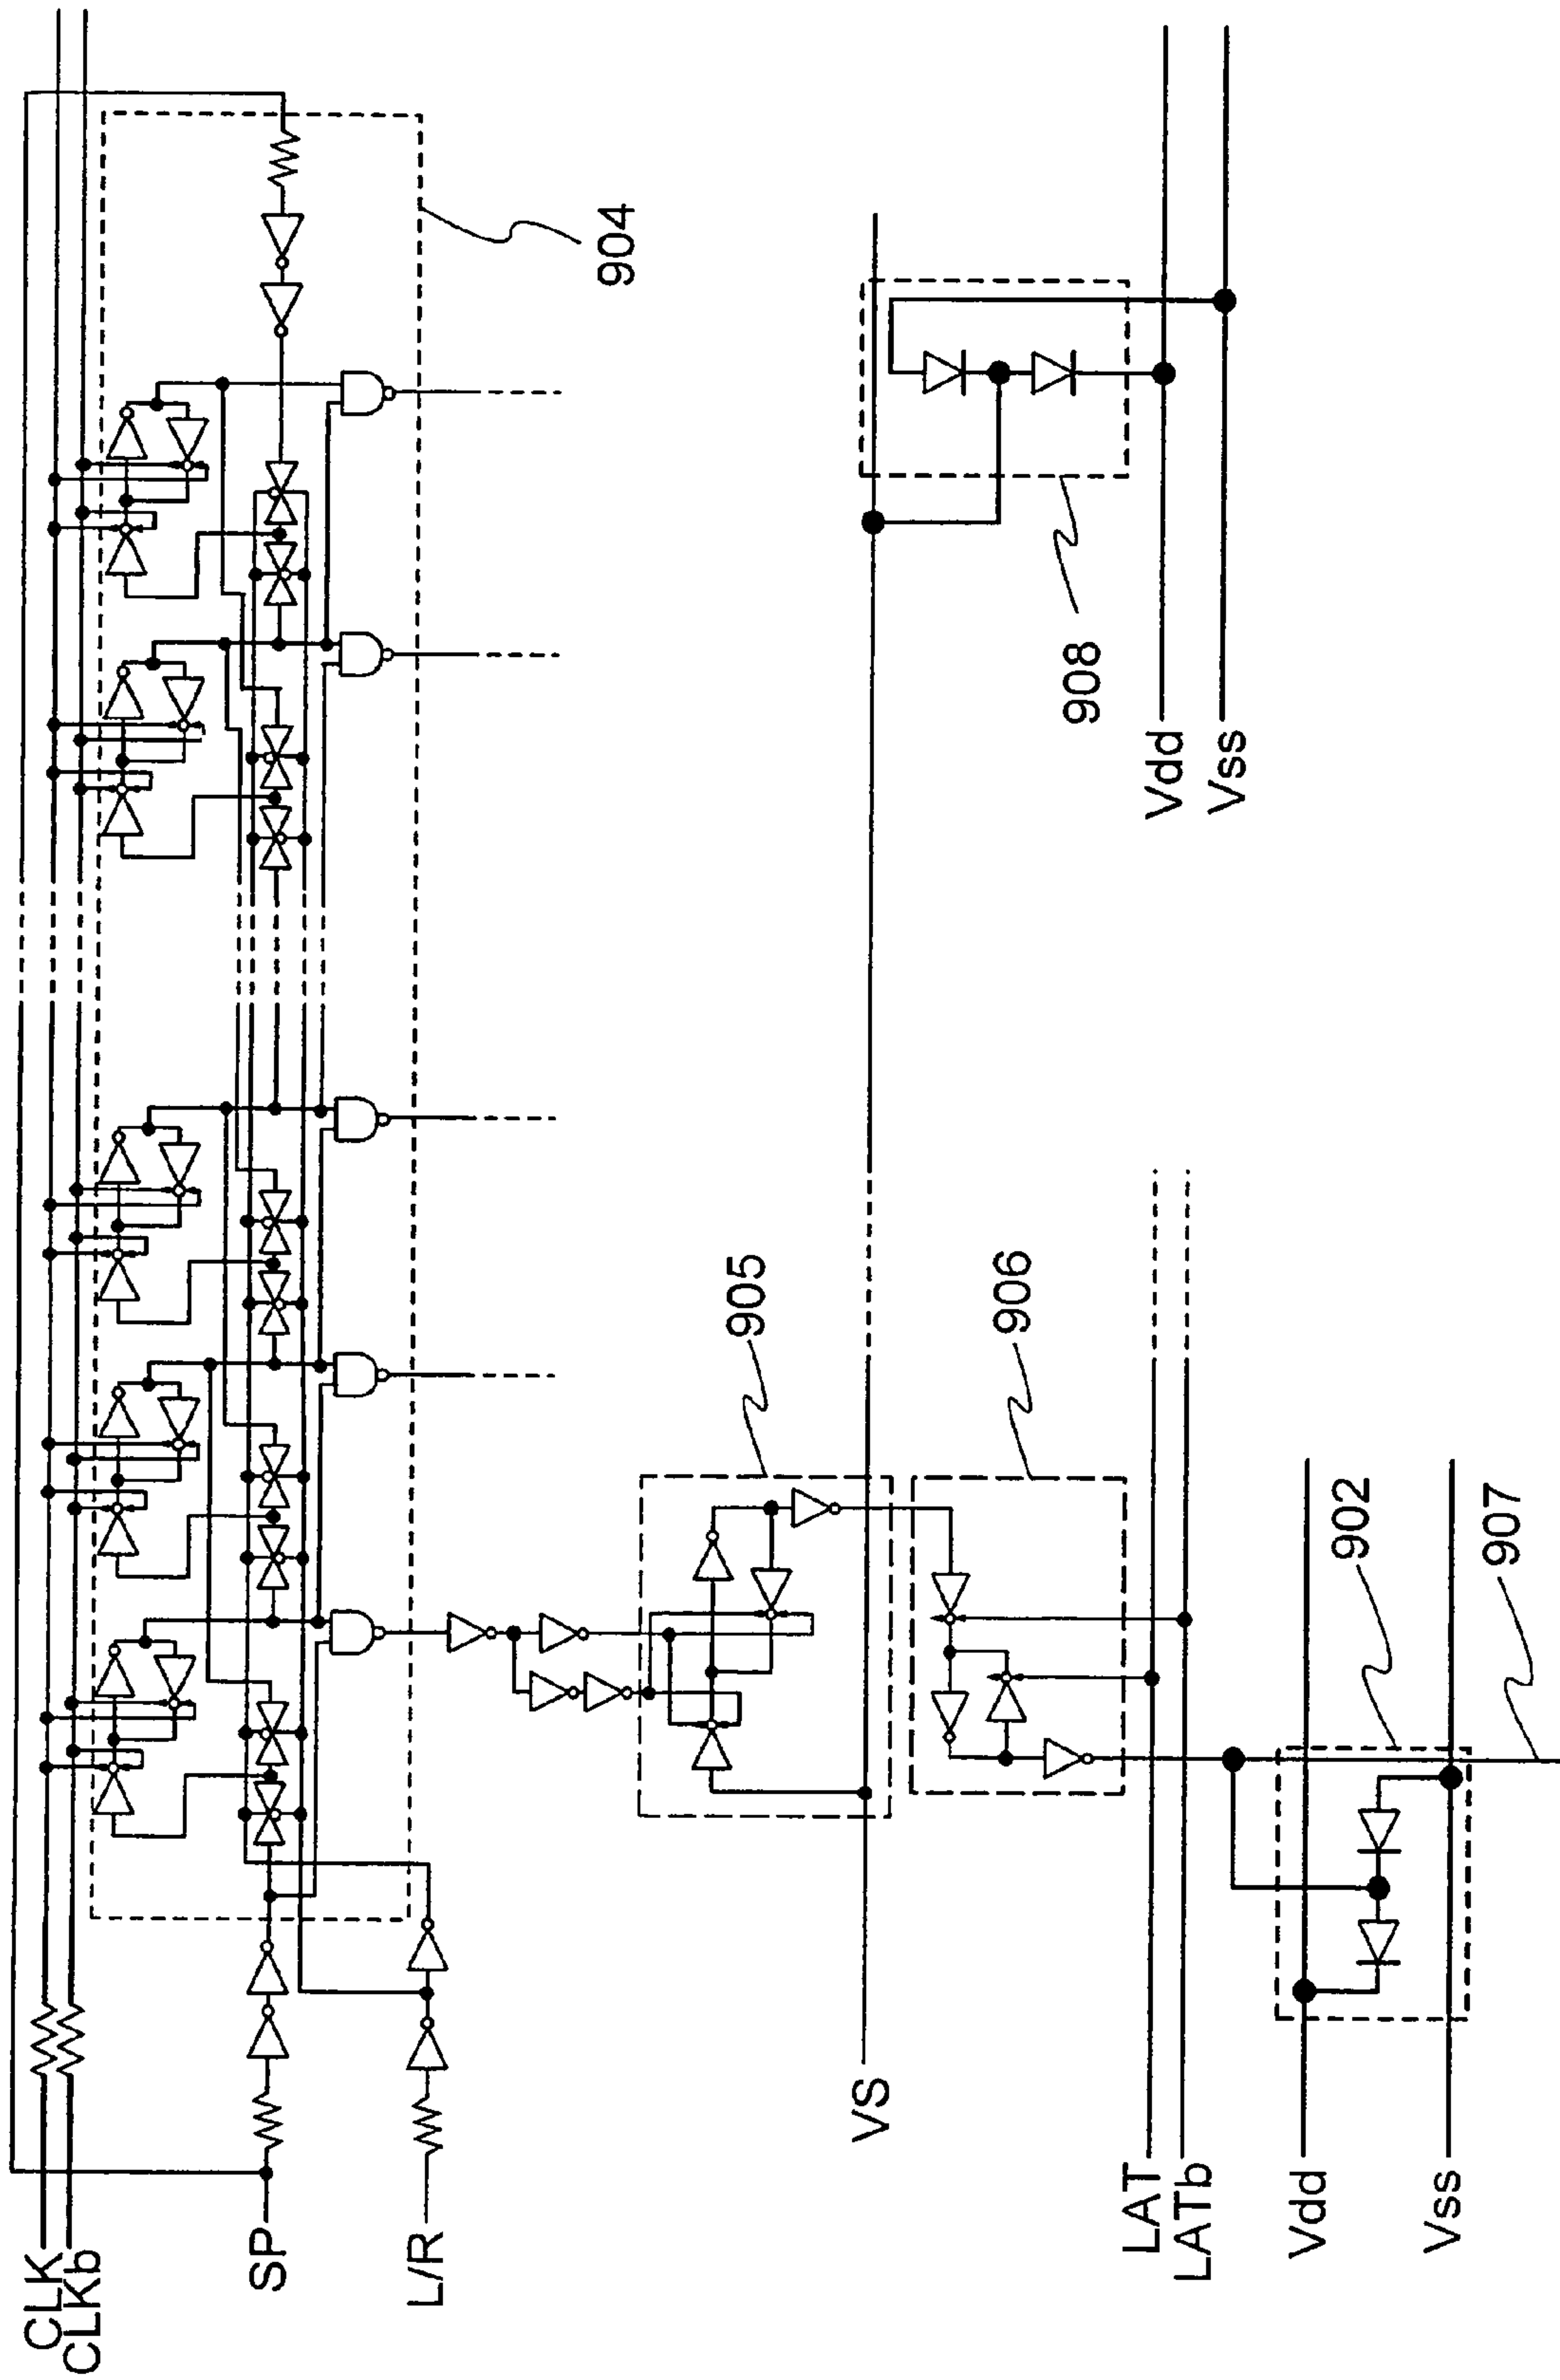 CLK
CLKb
SP
L/R
904
905
VS
908
Vdd
Vss
906
LAT
LATb
902
Vdd
Vss
907